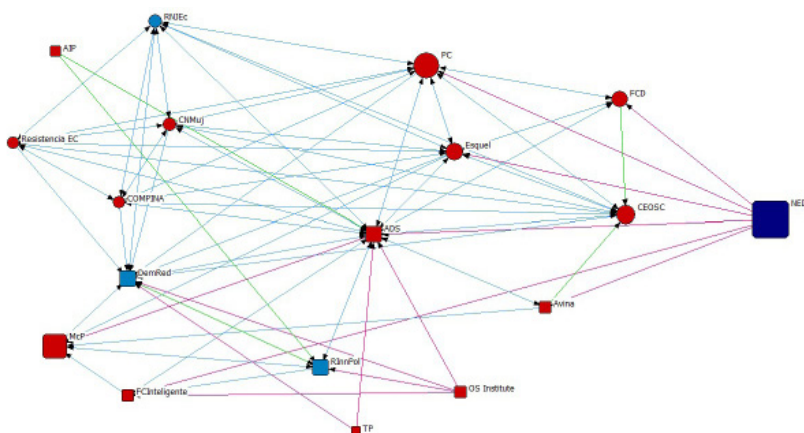 RNJEc
AIP
PC
FCD
CNMuj
Resistencia EC
Esquel
COMPINA
NED
CEOSC
AOS
DemRed
Avina
McP
RInnPol
FCInteligente
OS Institute
TP